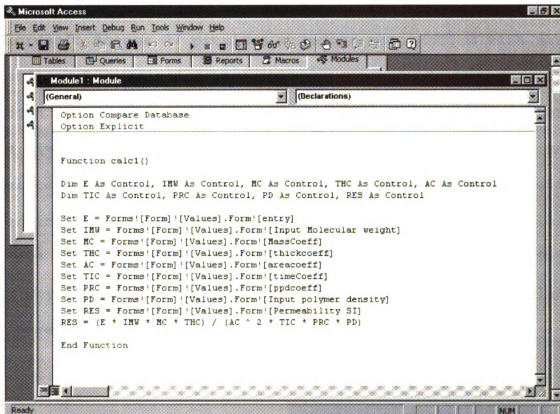 Microsoft Access
File Edit View Insert Debug Run Tools Window Help
Tables Queries Forms Reports Macros Modules
Module1 : Module
(General) (Declarations)
Option Compare Database
Option Explicit
Function calc1()
Dim E As Control, IMW As Control, MC As Control, THC As Control, AC As Control
Dim TIC As Control, PRC As Control, PD As Control, RES As Control
Set E = Forms![Form]![Values].Form![entry]
Set IMW = Forms![Form]![Values].Form![Input Molecular weight]
Set MC = Forms![Form]![Values].Form![MassCoeff]
Set THC = Forms![Form]![Values].Form![thickcoeff]
Set AC = Forms![Form]![Values].Form![areacoeff]
Set TIC = Forms![Form]![Values].Form![timeCoeff]
Set PRC = Forms![Form]![Values].Form![ppdcoeff]
Set PD = Forms![Form]![Values].Form![Input polymer density]
Set RES = Forms![Form]![Values].Form![Permeability SI]
RES = (E * IMW * MC * THC) / (AC ^ 2 * TIC * PRC * PD)
End Function
Ready NUM